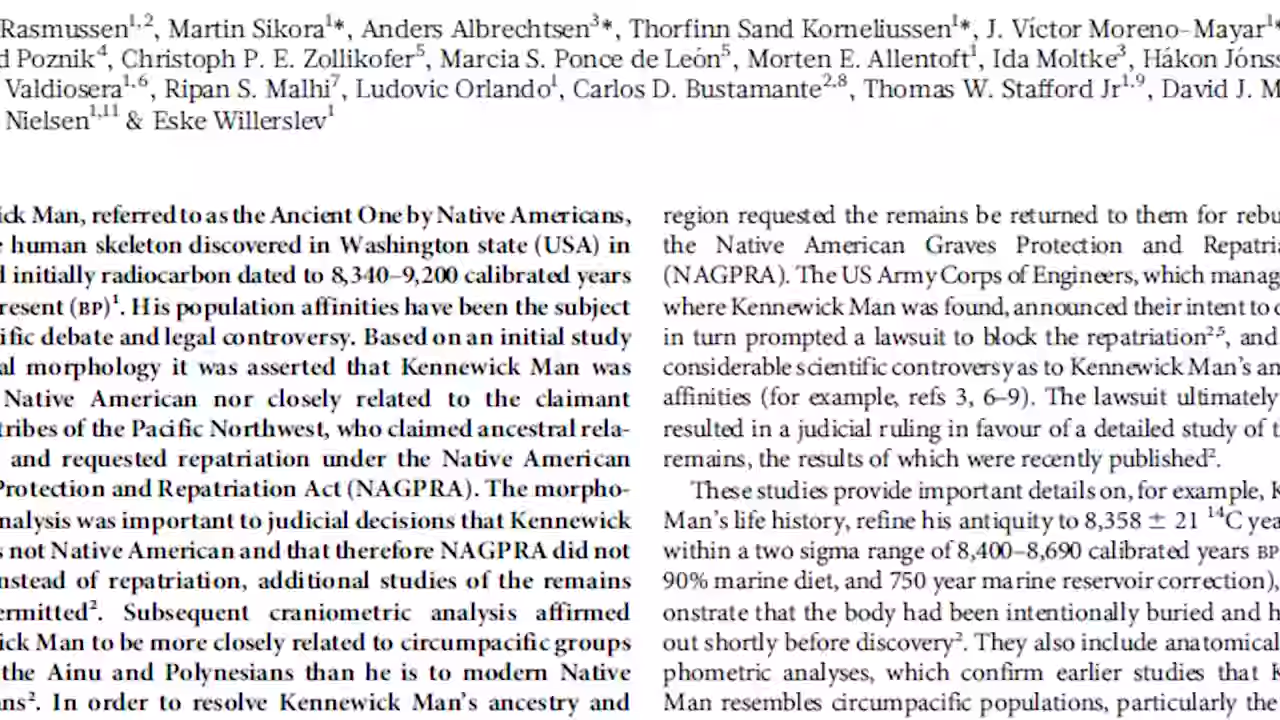 Rasmussen1,2, Martin Sikora1*, Anders Albrechtsen3*, Thorfinn Sand Korneliussen1*, J. Víctor Moreno-Mayar1*
Poznik4, Christoph P. E. Zollikofer5, Marcia S. Ponce de León5, Morten E. Allentoft1, Ida Moltke3, Hákon Jóns
Valdiosera1,6, Ripan S. Malhi7, Ludovic Orlando1, Carlos D. Bustamante2,8, Thomas W. Stafford Jr1,9, David J. M
Nielsen1,11 & Eske Willerslev1
ick Man, referred to as the Ancient One by Native Americans,
human skeleton discovered in Washington state (USA) in
initially radiocarbon dated to 8,340–9,200 calibrated years
resent (BP)1. His population affinities have been the subject
ific debate and legal controversy. Based on an initial study
al morphology it was asserted that Kennewick Man was
Native American nor closely related to the claimant
tribes of the Pacific Northwest, who claimed ancestral rela-
and requested repatriation under the Native American
Protection and Repatriation Act (NAGPRA). The morpho-
nalysis was important to judicial decisions that Kennewick
s not Native American and that therefore NAGPRA did not
nstead of repatriation, additional studies of the remains
ermitted2. Subsequent craniometric analysis affirmed
ick Man to be more closely related to circumpacific groups
the Ainu and Polynesians than he is to modern Native
ns2. In order to resolve Kennewick Man's ancestry and
region requested the remains be returned to them for rebu
the Native American Graves Protection and Repatria
(NAGPRA). The US Army Corps of Engineers, which manag
where Kennewick Man was found, announced their intent to
in turn prompted a lawsuit to block the repatriation2,5, and
considerable scientific controversy as to Kennewick Man's an
affinities (for example, refs 3, 6–9). The lawsuit ultimately
resulted in a judicial ruling in favour of a detailed study of t
remains, the results of which were recently published2.
These studies provide important details on, for example, K
Man's life history, refine his antiquity to 8,358 ± 21 14C yea
within a two sigma range of 8,400–8,690 calibrated years BP
90% marine diet, and 750 year marine reservoir correction),
onstrate that the body had been intentionally buried and h
out shortly before discovery2. They also include anatomical
phometric analyses, which confirm earlier studies that K
Man resembles circumpacific populations, particularly the